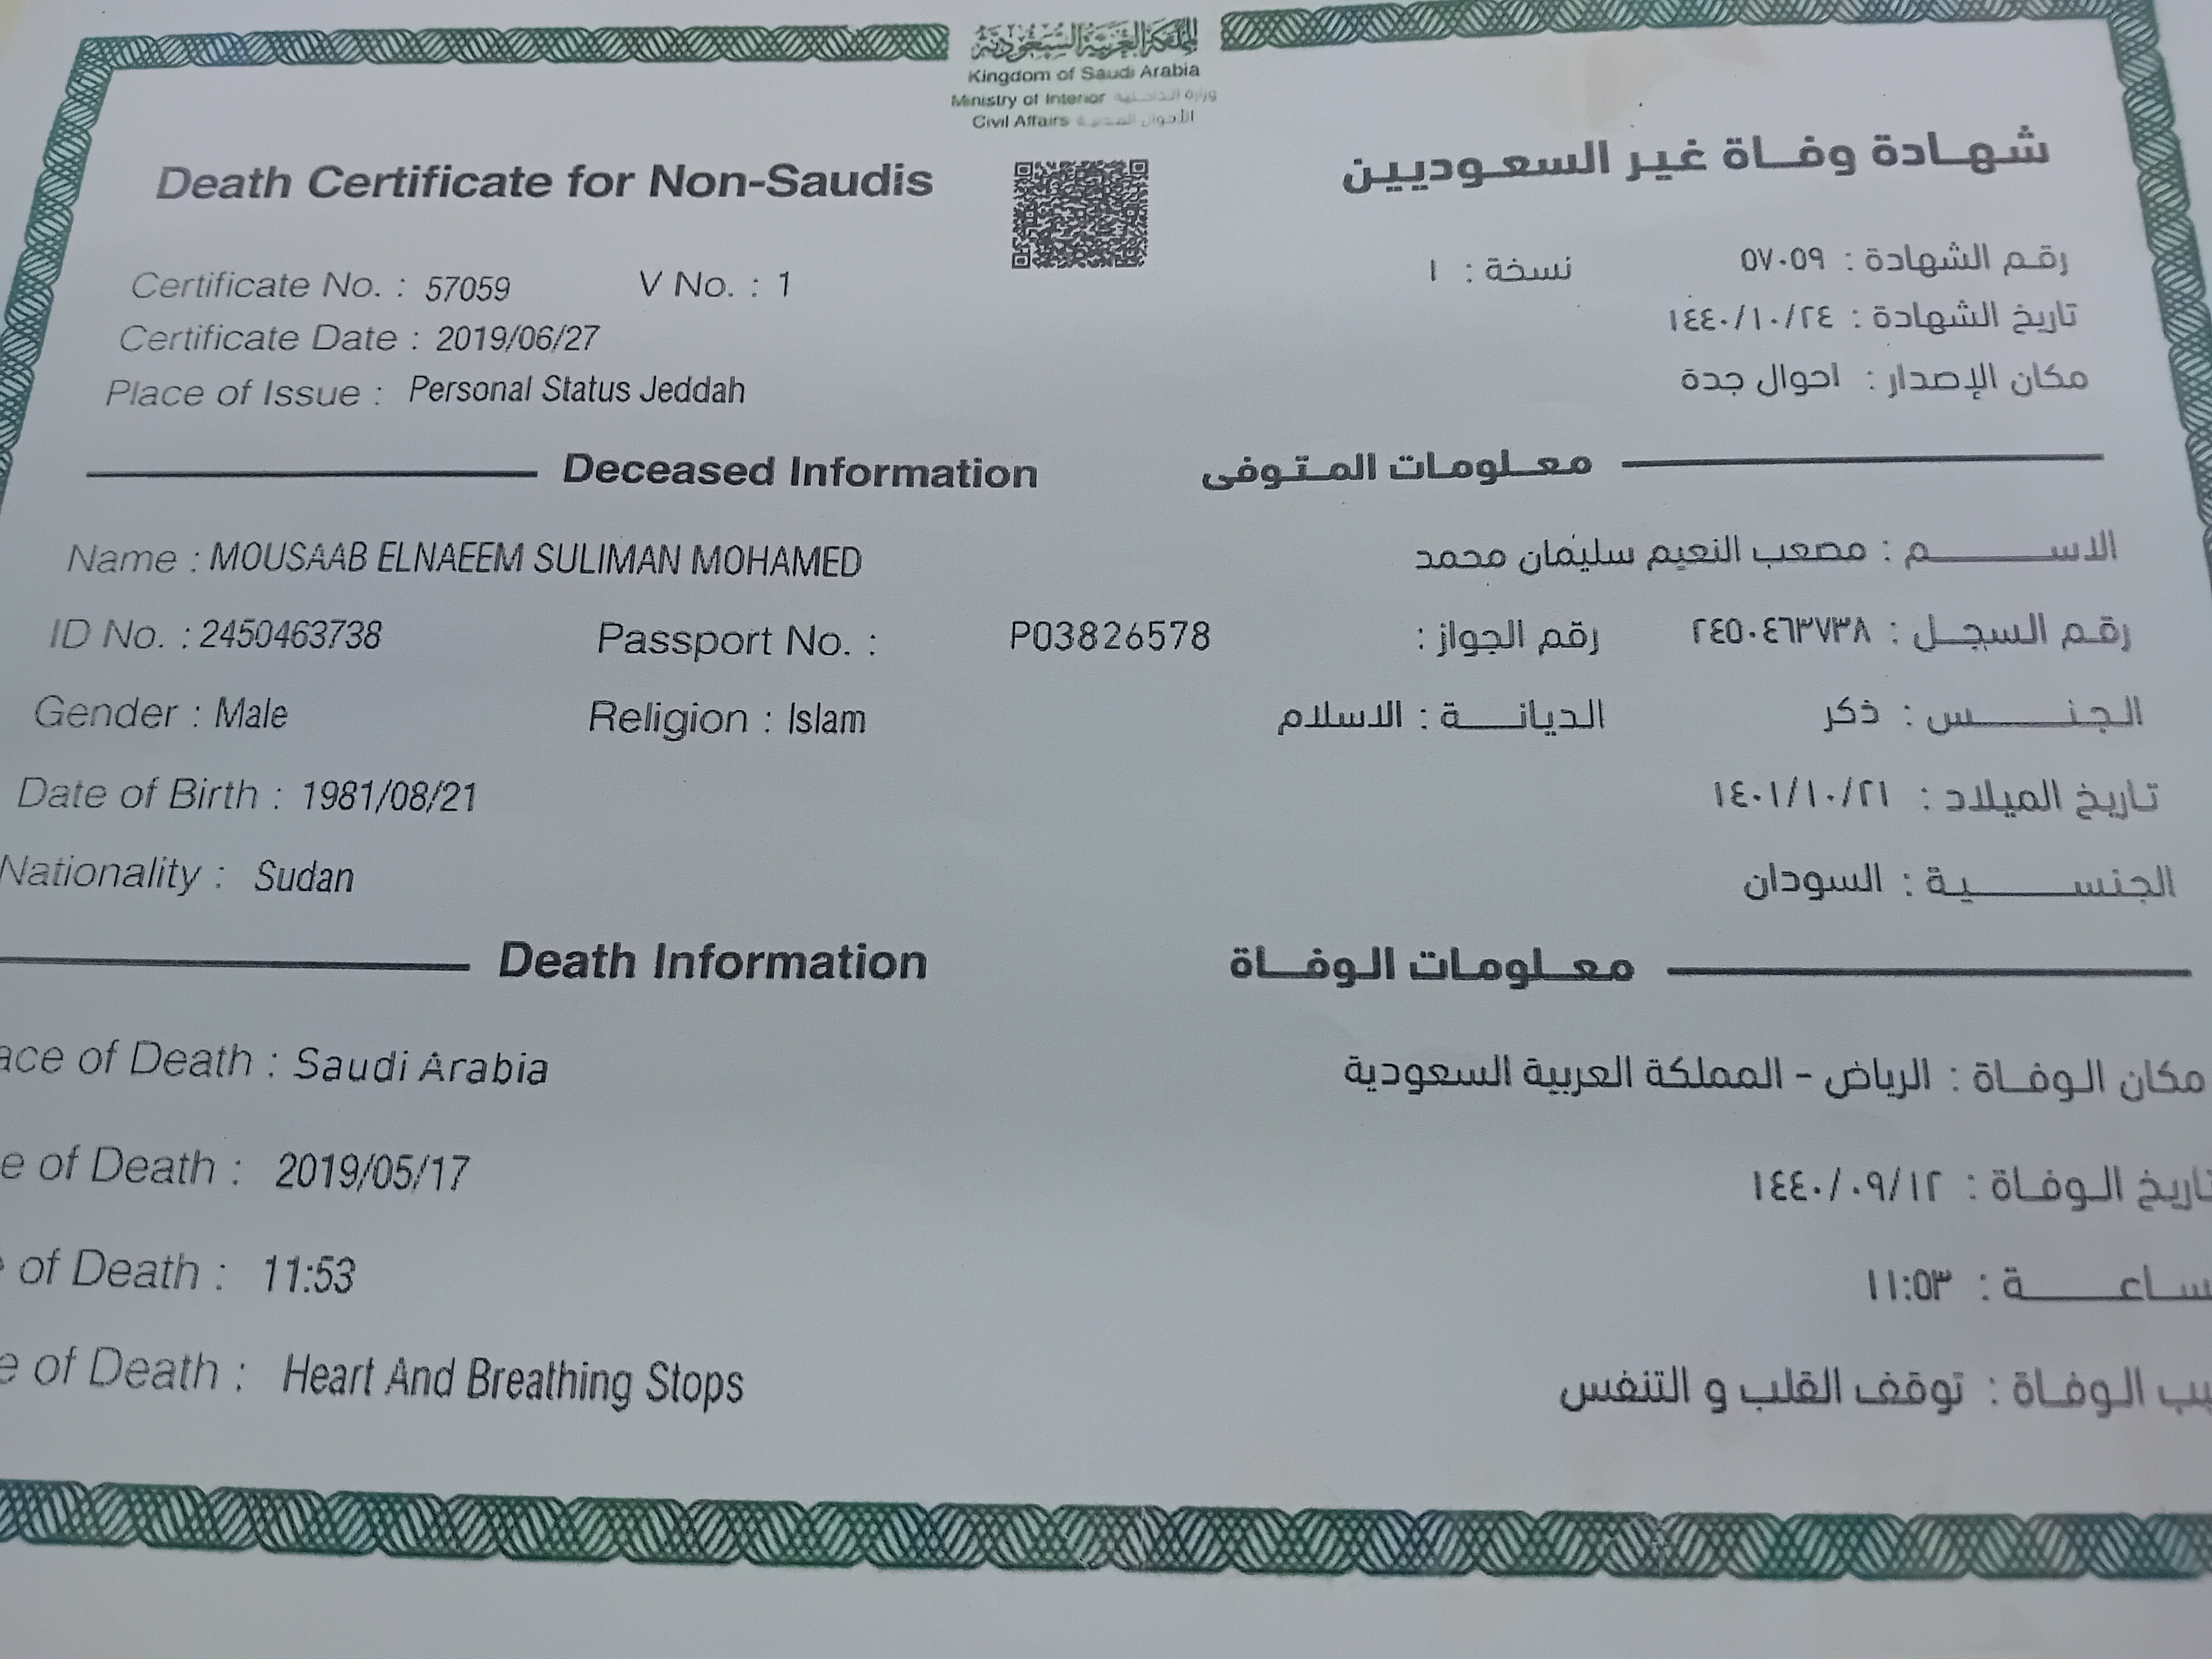 المملكة العربية السعودية
Kingdom of Saudi Arabia
Ministry of Interior وزارة الداخلية
Civil Affairs الأحوال المدنية
Death Certificate for Non-Saudis
شهادة وفاة غير السعوديين
Certificate No. : 57059 V No. : 1
نسخة : ١ رقم الشهادة : ٥٧٠٥٩
Certificate Date : 2019/06/27
تاريخ الشهادة : ١٤٤٠/١٠/٢٤
Place of Issue : Personal Status Jeddah
مكان الإصدار : احوال جدة
Deceased Information
معلومات المتوفى
Name : MOUSAAB ELNAEEM SULIMAN MOHAMED
الاسم : مصعب النعيم سليمان محمد
ID No. : 2450463738 Passport No. : P03826578 رقم الجواز :
رقم السجل : ٢٤٥٠٤٦٣٧٣٨
Gender : Male Religion : Islam
الجنس : ذكر الديانة : الاسلام
Date of Birth : 1981/08/21
تاريخ الميلاد : ١٤٠١/١٠/٢١
Nationality : Sudan
الجنسية : السودان
Death Information
معلومات الوفاة
ace of Death : Saudi Arabia
مكان الوفاة : الرياض - المملكة العربية السعودية
e of Death : 2019/05/17
تاريخ الوفاة : ١٤٤٠/٠٩/١٢
of Death : 11:53
ساعة : ١١:٥٣
e of Death : Heart And Breathing Stops
بب الوفاة : توقف القلب و التنفس